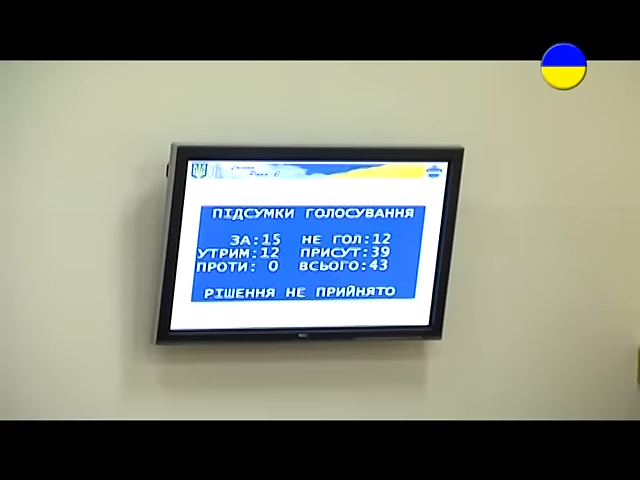 ПІДСУМКИ ГОЛОСУВАННЯ
ЗА:15 НЕ ГОЛ:12
УТРИМ:12 ПРИСУТ:39
ПРОТИ: 0 ВСЬОГО:43
РІШЕННЯ НЕ ПРИЙНЯТО